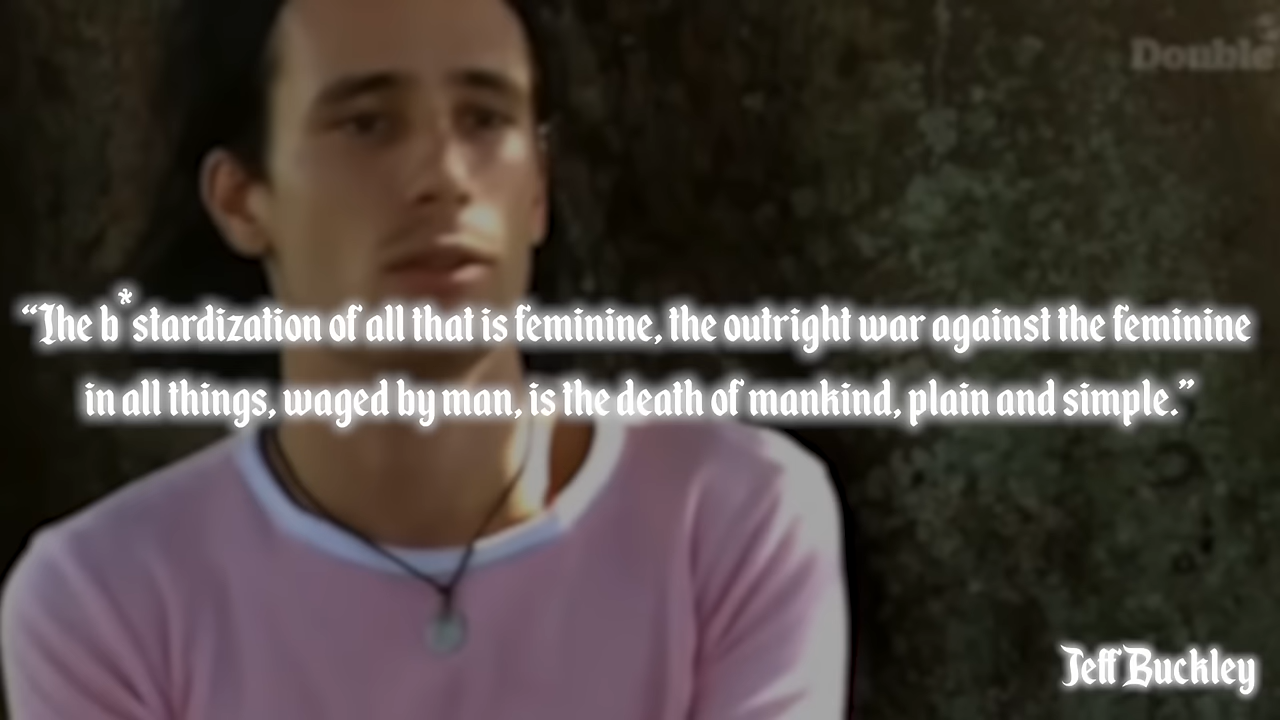 Double
“The b*stardization of all that is feminine, the outright war against the feminine
in all things, waged by man, is the death of mankind, plain and simple.”
Jeff Buckley